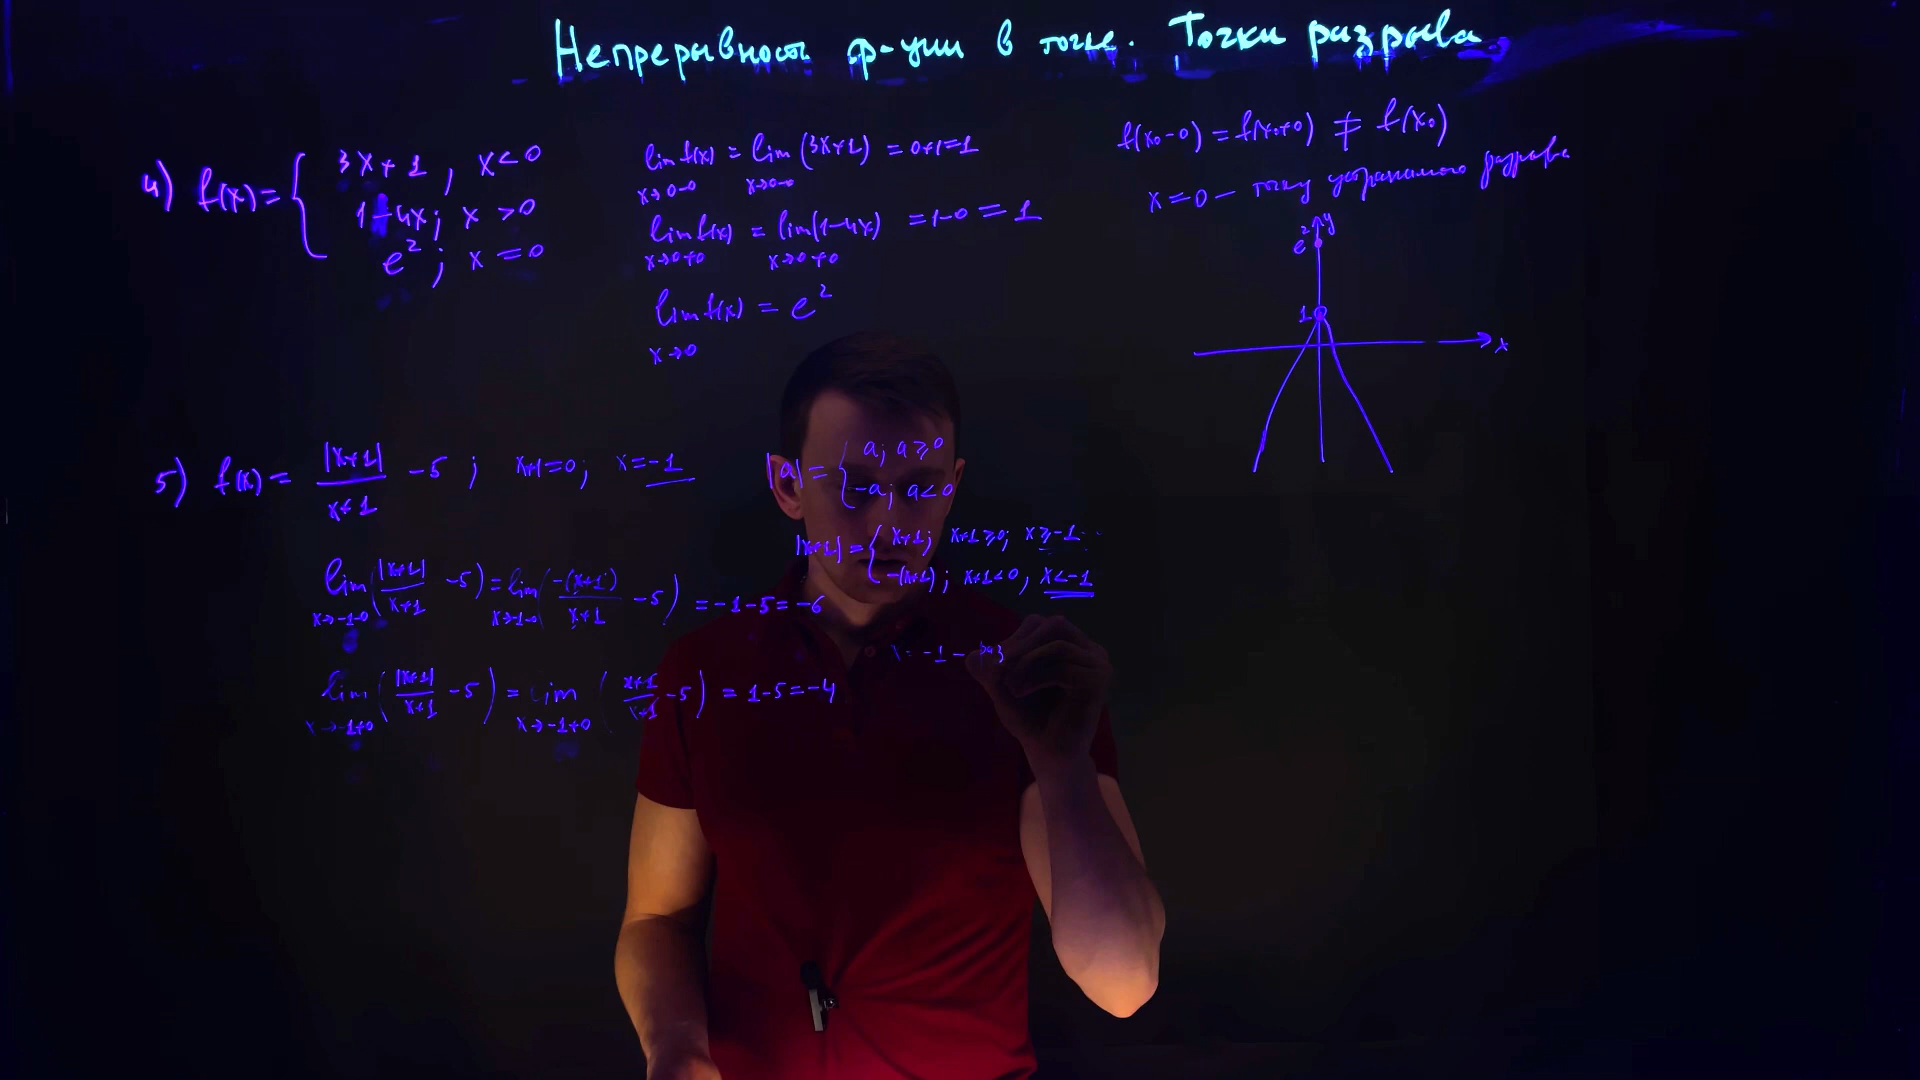 Непрерывность ф-ции в точке. Точки разрыва
4) f(x) = { 3x+1, x<0
1-4x; x>0
e²; x=0
lim f(x) = lim (3x+1) = 0+1=1
x→0-0 x→0-0
lim f(x) = lim (1-4x) = 1-0 = 1
x→0+0 x→0+0
lim f(x) = e²
x→0
f(x₀-0) = f(x₀+0) ≠ f(x₀)
x=0 – точка устранимого разрыва
y
e²
1
x
5) f(x) = |x+1|/(x+1) -5; x+1=0; x=-1
|a| = { a; a⩾0
-a; a<0
|x+1| = { x+1; x+1⩾0; x⩾-1
-(x+1); x+1<0, x<-1
lim (|x+1|/(x+1) -5) = lim (-(x+1)/(x+1) -5) = -1-5=-6
x→-1-0 x→-1-0
lim (|x+1|/(x+1) -5) = lim (x+1/(x+1) -5) = 1-5=-4
x→-1+0 x→-1+0
x=-1 – раз